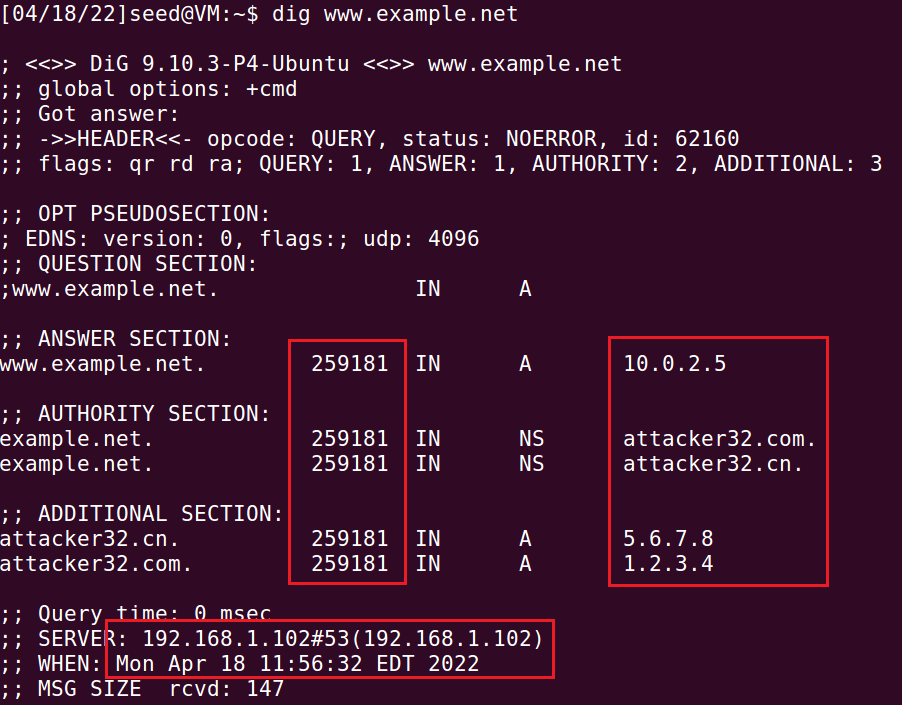 [04/18/22]seed@VM:~$ dig www.example.net
; <<>> DiG 9.10.3-P4-Ubuntu <<>> www.example.net
;; global options: +cmd
;; Got answer:
;; ->>HEADER<<- opcode: QUERY, status: NOERROR, id: 62160
;; flags: qr rd ra; QUERY: 1, ANSWER: 1, AUTHORITY: 2, ADDITIONAL: 3
;; OPT PSEUDOSECTION:
; EDNS: version: 0, flags:; udp: 4096
;; QUESTION SECTION:
;www.example.net. IN A
;; ANSWER SECTION:
www.example.net. 259181 IN A 10.0.2.5
;; AUTHORITY SECTION:
example.net. 259181 IN NS attacker32.com.
example.net. 259181 IN NS attacker32.cn.
;; ADDITIONAL SECTION:
attacker32.cn. 259181 IN A 5.6.7.8
attacker32.com. 259181 IN A 1.2.3.4
;; Query time: 0 msec
;; SERVER: 192.168.1.102#53(192.168.1.102)
;; WHEN: Mon Apr 18 11:56:32 EDT 2022
;; MSG SIZE rcvd: 147